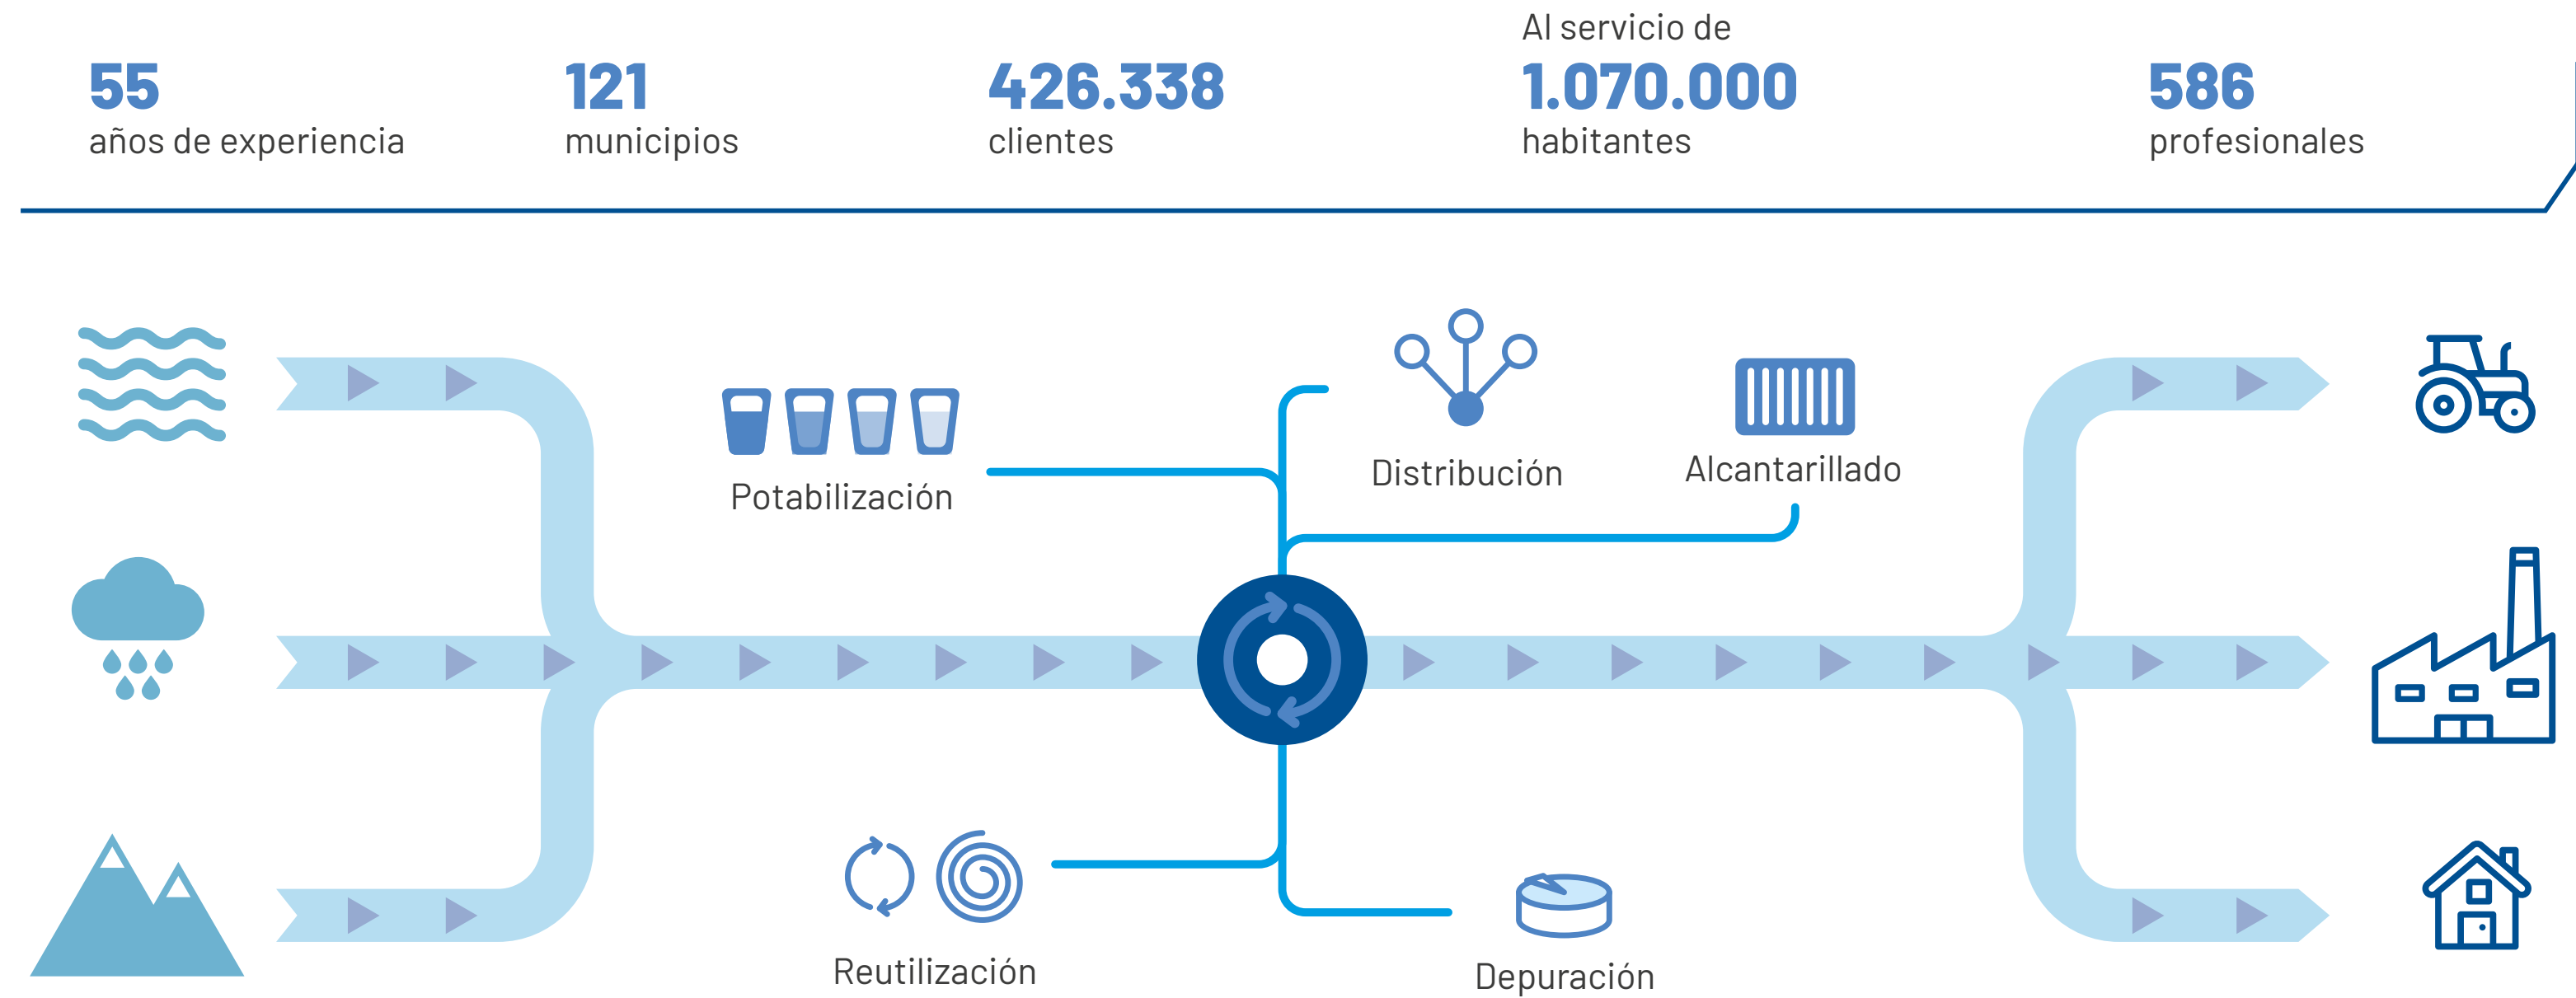 55
años de experiencia
121
municipios
426.338
clientes
Al servicio de
1.070.000
habitantes
586
profesionales
Potabilización
Distribución
Alcantarillado
Reutilización
Depuración